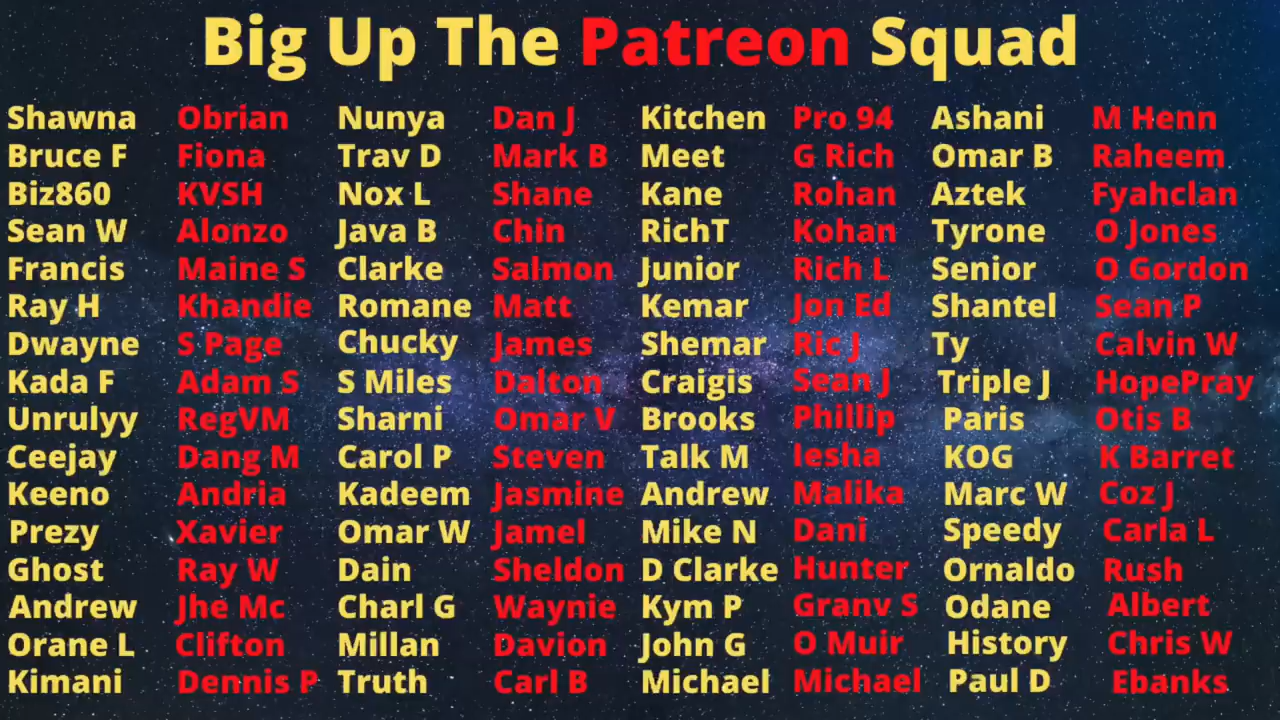 Big Up The Patreon Squad
Shawna Obrian Nunya Dan J Kitchen Pro 94 Ashani M Henn
Bruce F Fiona Trav D Mark B Meet G Rich Omar B Raheem
Biz860 KVSH Nox L Shane Kane Rohan Aztek Fyahclan
Sean W Alonzo Java B Chin RichT Kohan Tyrone O Jones
Francis Maine S Clarke Salmon Junior Rich L Senior O Gordon
Ray H Khandie Romane Matt Kemar Jon Ed Shantel Sean P
Dwayne S Page Chucky James Shemar Ric J Ty Calvin W
Kada F Adam S S Miles Dalton Craigis Sean J Triple J HopePray
Unrulyy RegVM Sharni Omar V Brooks Phillip Paris Otis B
Ceejay Dang M Carol P Steven Talk M Iesha KOG K Barret
Keeno Andria Kadeem Jasmine Andrew Malika Marc W Coz J
Prezy Xavier Omar W Jamel Mike N Dani Speedy Carla L
Ghost Ray W Dain Sheldon D Clarke Hunter Ornaldo Rush
Andrew Jhe Mc Charl G Waynie Kym P Granv S Odane Albert
Orane L Clifton Millan Davion John G O Muir History Chris W
Kimani Dennis P Truth Carl B Michael Michael Paul D Ebanks